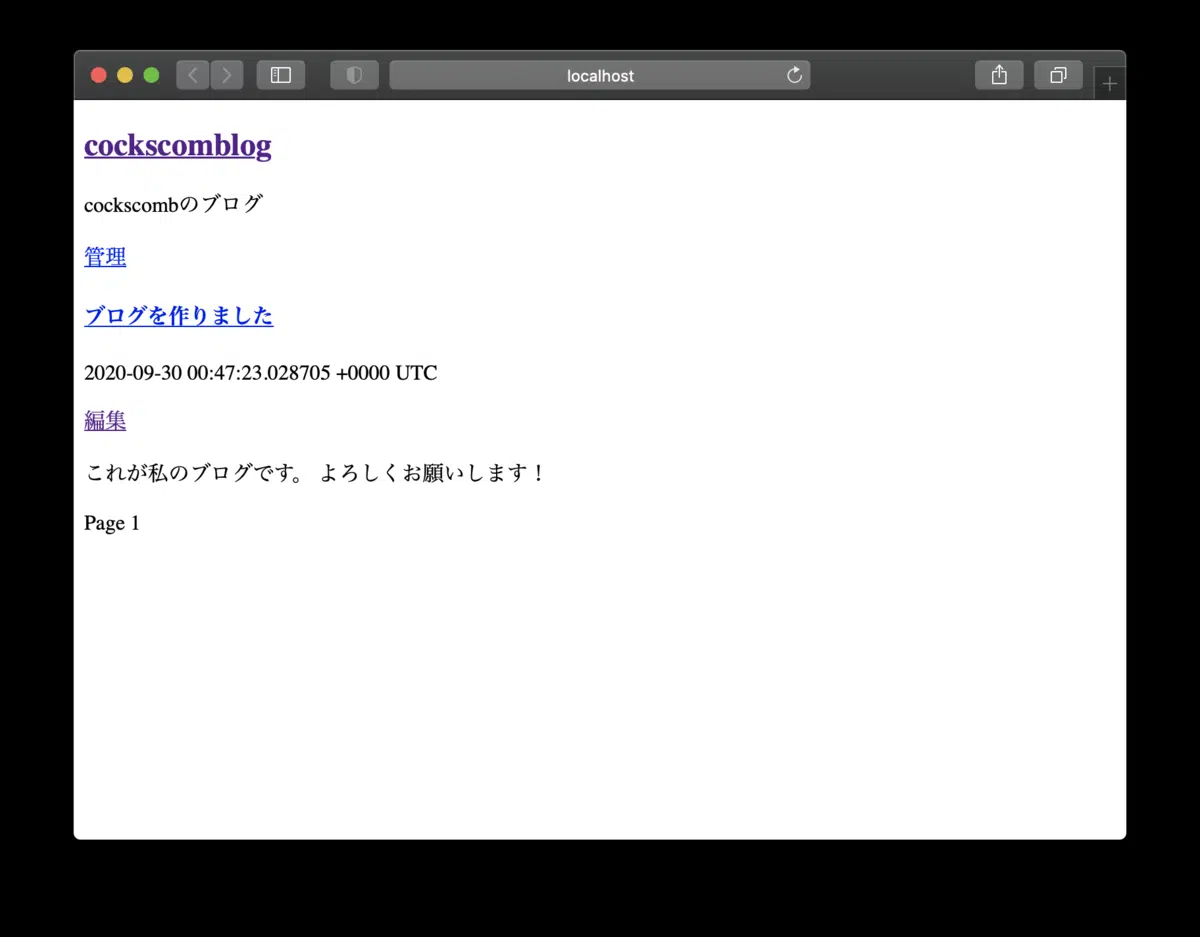 localhost
cockscomblog
cockscombのブログ
管理
ブログを作りました
2020-09-30 00:47:23.028705 +0000 UTC
編集
これが私のブログです。 よろしくお願いします！
Page 1